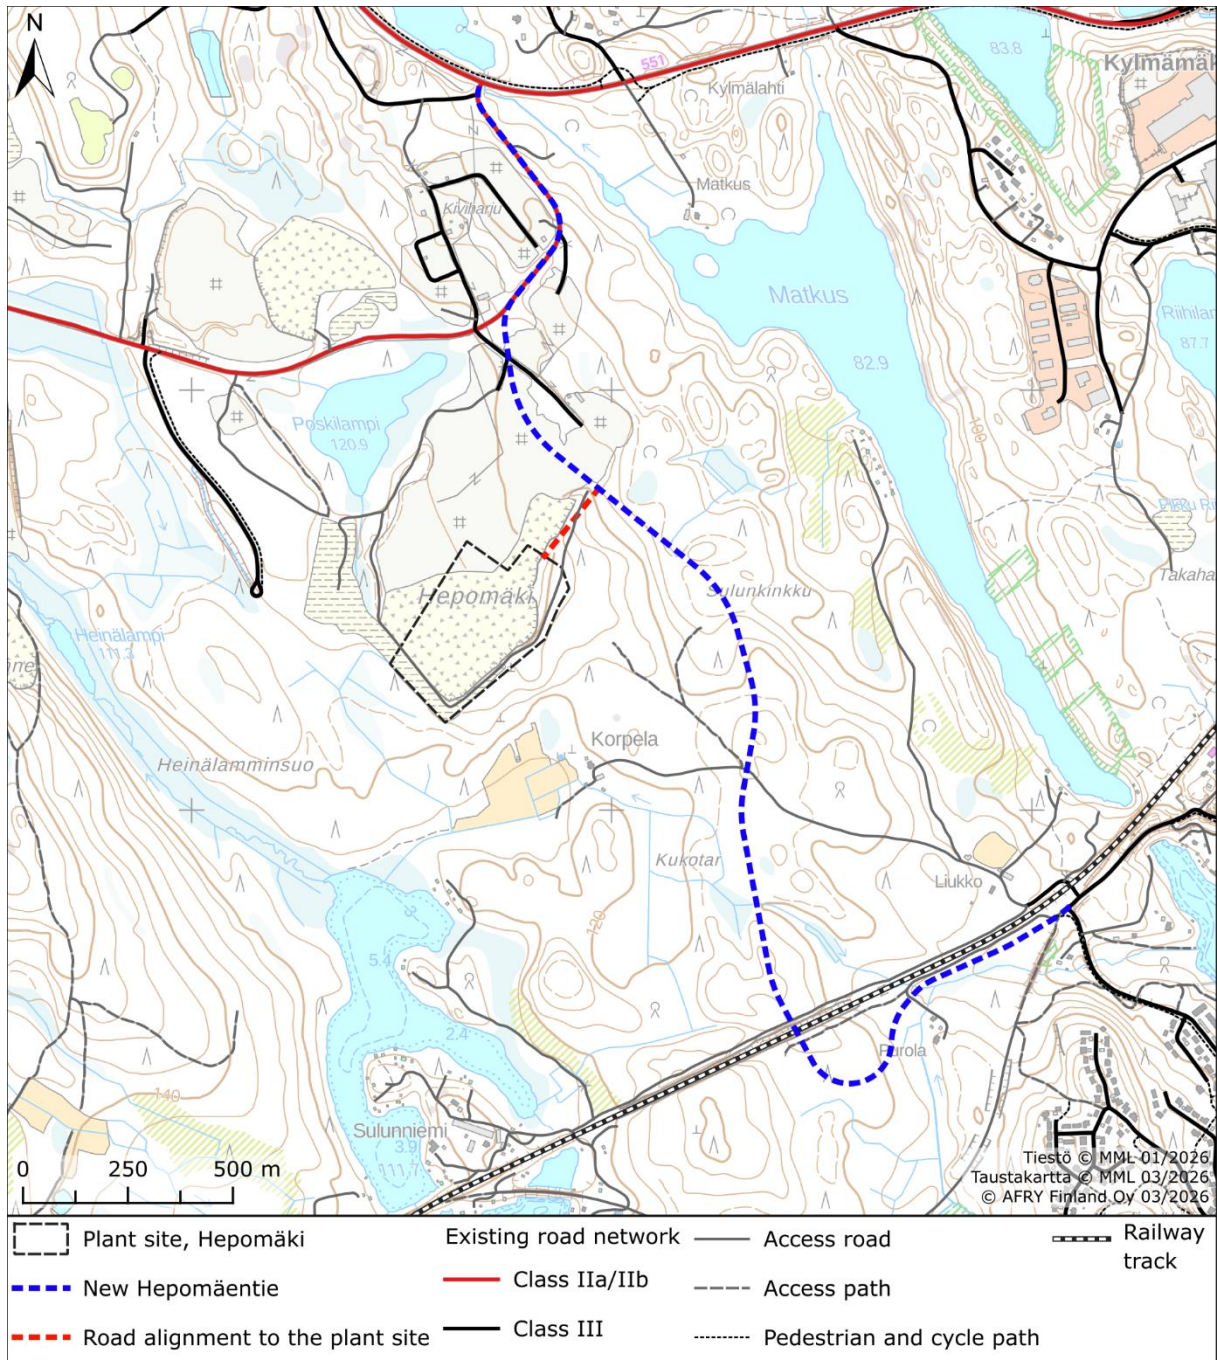 N
551
83.8
Kylmämäk
Kylmälahti
Matkus
Kiviharju
Matkus
Riihilam
87.7
82.9
Poskilampi
120.9
190
Takaha
Hepomäki
Sulunkinkku
Heinälampi
111.3
Korpela
Heinälamminsuo
Kukotar
Liukko
120
5.4
2.4
Purola
140
Sulunniemi
3.9
111.7
0 250 500 m
Tiestö © MML 01/2026
Taustakartta © MML 03/2026
© AFRY Finland Oy 03/2026
Plant site, Hepomäki
New Hepomäentie
Road alignment to the plant site
Existing road network
Class IIa/IIb
Class III
Access road
Access path
Pedestrian and cycle path
Railway
track